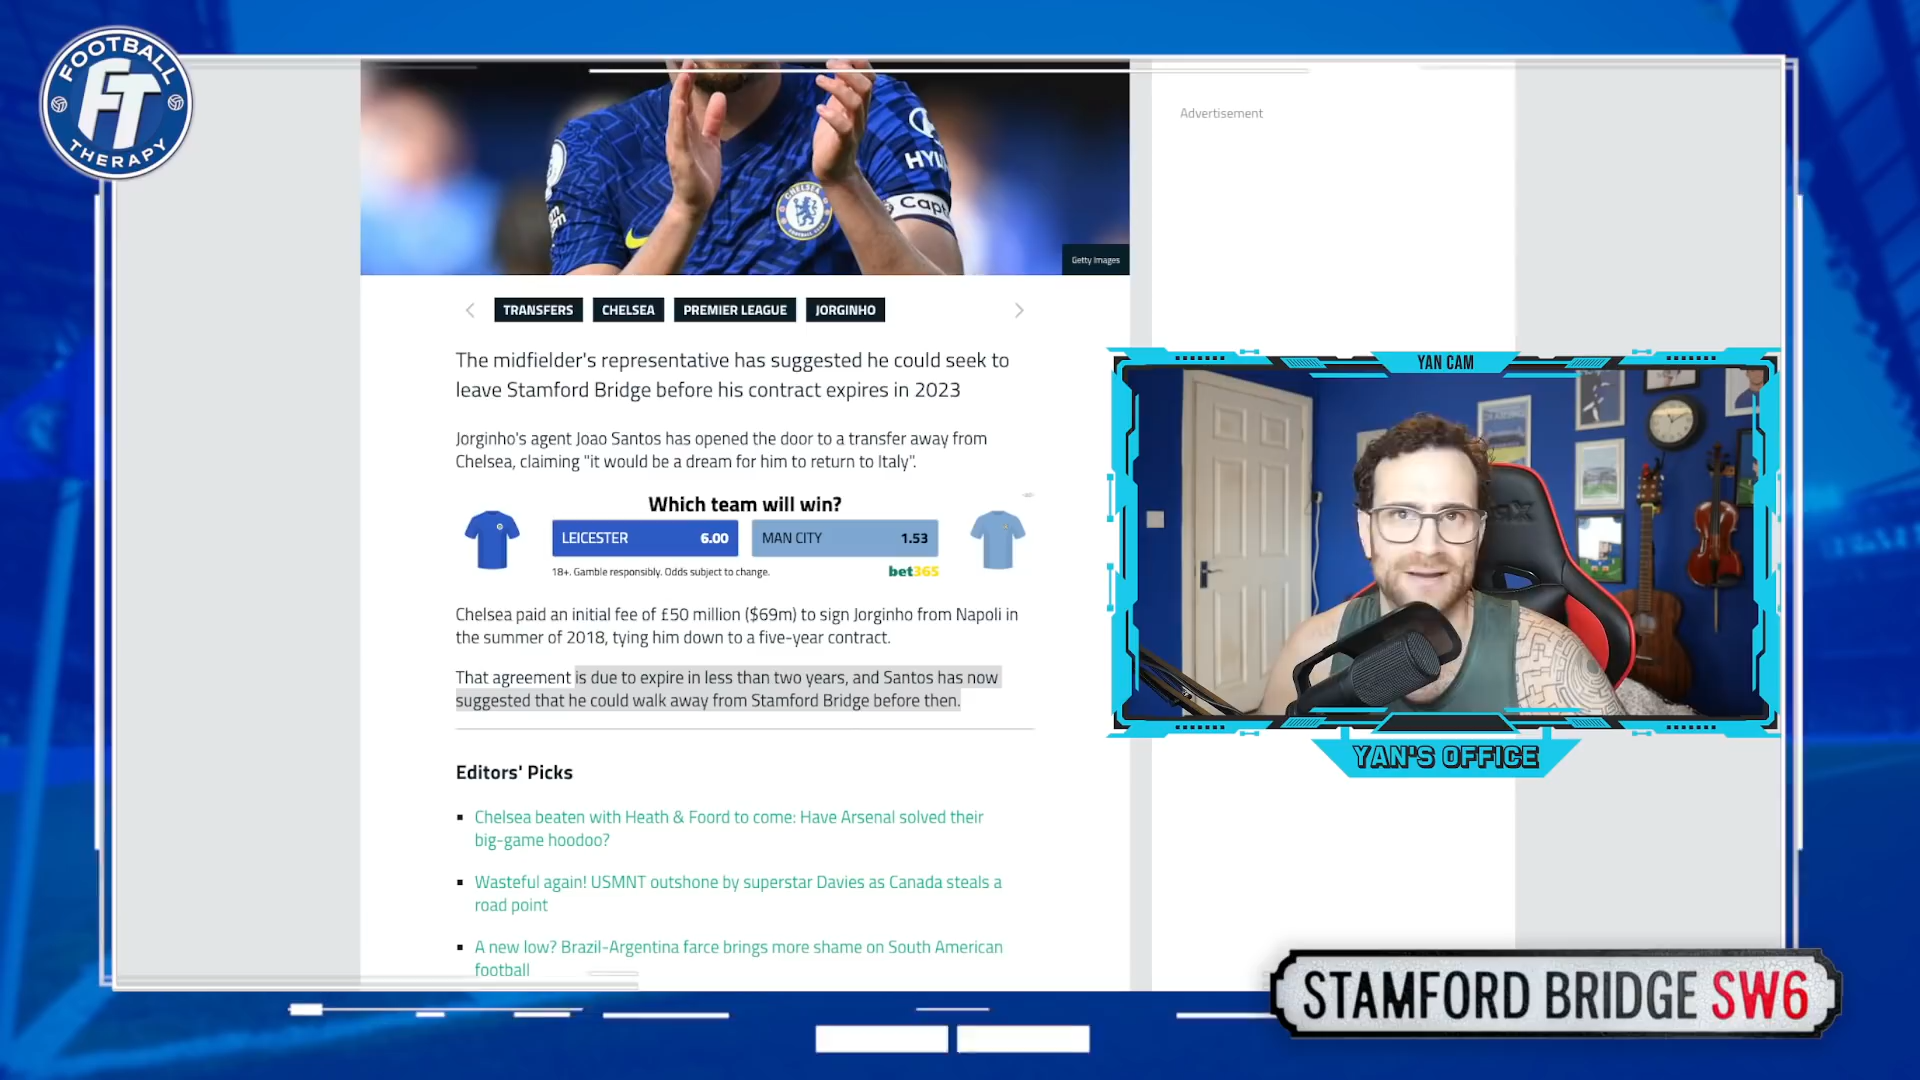 FOOTBALL
FT
THERAPY
HYU
CHELSEA
Capt
Advertisement
Getty Images
TRANSFERS
CHELSEA
PREMIER LEAGUE
JORGINHO
The midfielder's representative has suggested he could seek to
leave Stamford Bridge before his contract expires in 2023
Jorginho's agent Joao Santos has opened the door to a transfer away from
Chelsea, claiming "it would be a dream for him to return to Italy".
Which team will win?
LEICESTER 6.00
MAN CITY 1.53
18+. Gamble responsibly. Odds subject to change.
bet365
Chelsea paid an initial fee of £50 million ($69m) to sign Jorginho from Napoli in
the summer of 2018, tying him down to a five-year contract.
That agreement is due to expire in less than two years, and Santos has now
suggested that he could walk away from Stamford Bridge before then.
Editors' Picks
Chelsea beaten with Heath & Foord to come: Have Arsenal solved their
big-game hoodoo?
Wasteful again! USMNT outshone by superstar Davies as Canada steals a
road point
A new low? Brazil-Argentina farce brings more shame on South American
football
YAN CAM
YAN'S OFFICE
STAMFORD BRIDGE SW6